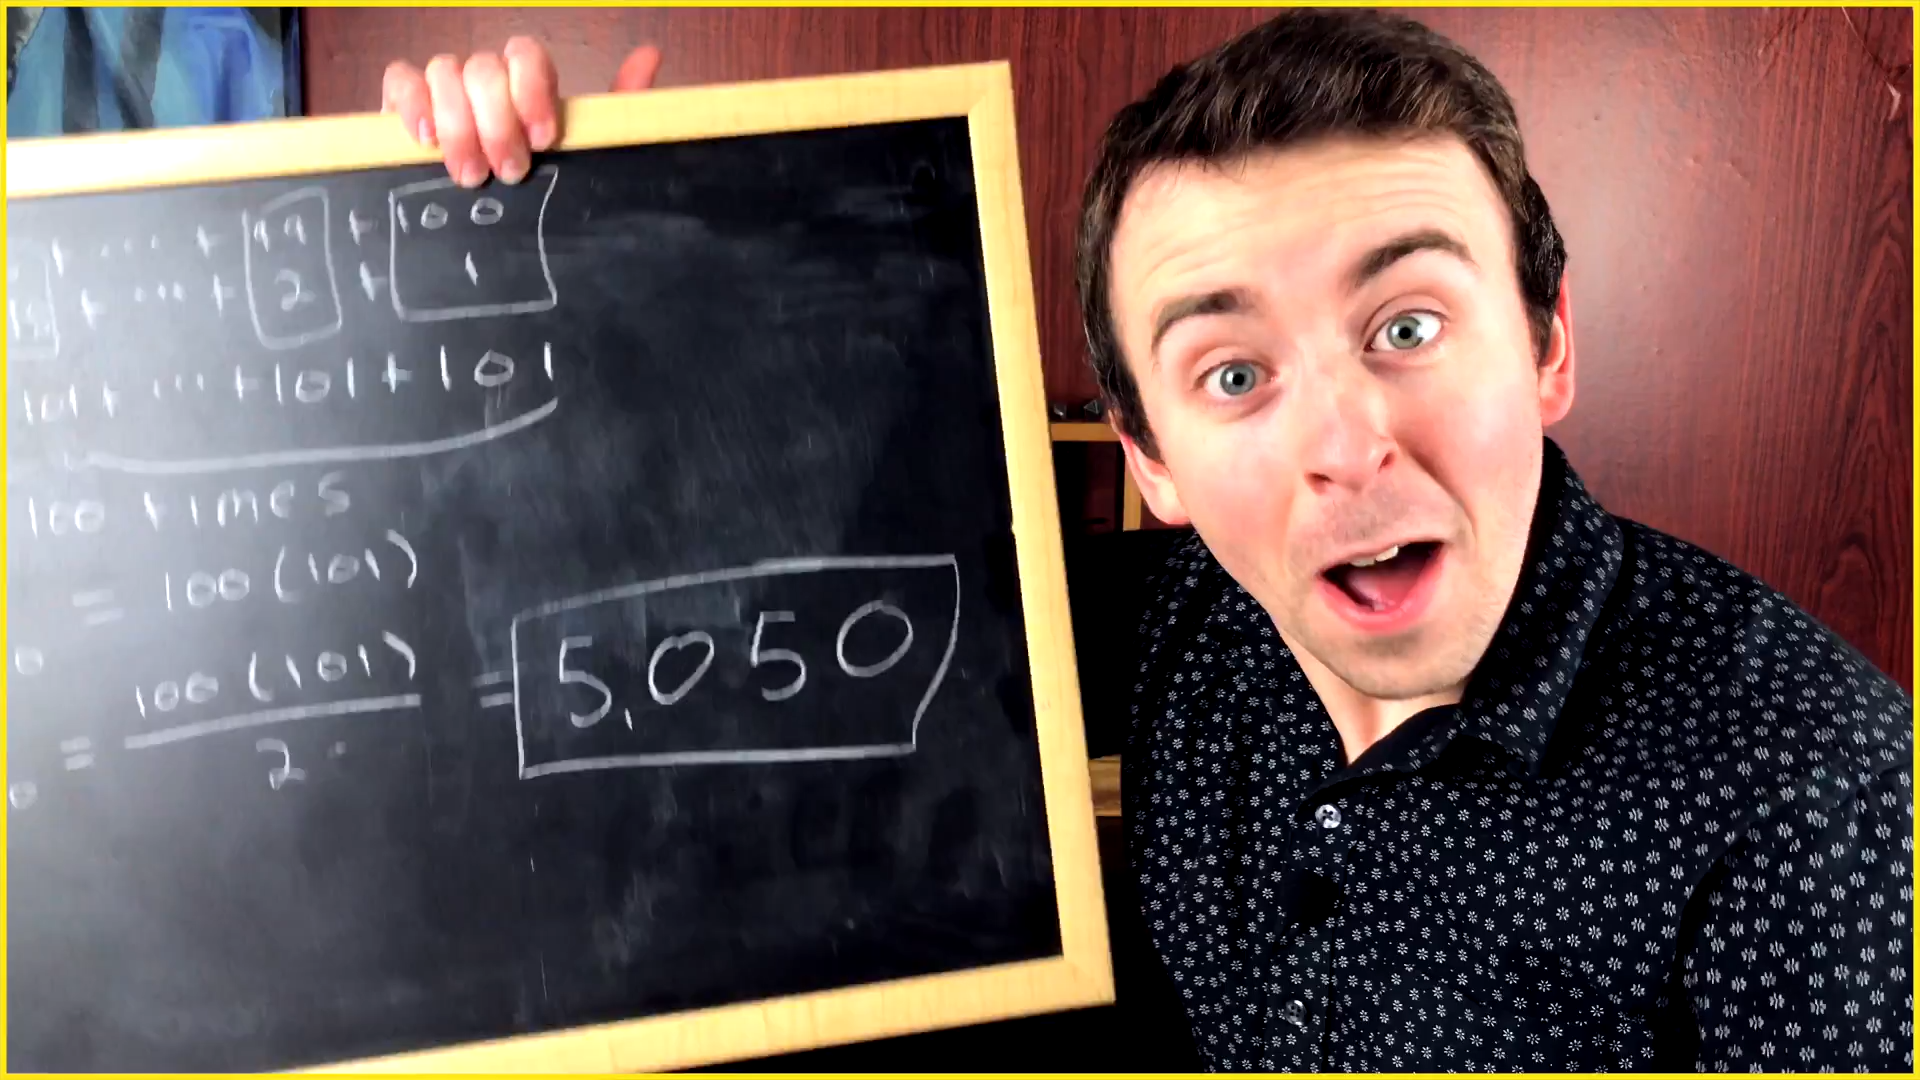 + ... + 99 + 100
+ ... + 2 + 1
101 + ... + 101 + 101
100 times
= 100 (101)
= 100 (101) / 2 = 5,050